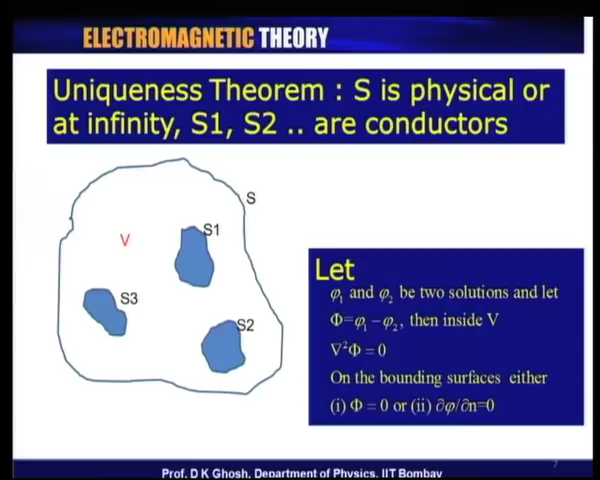 ELECTROMAGNETIC THEORY
Uniqueness Theorem : S is physical or
at infinity, S1, S2 .. are conductors
S
V
S1
S3
S2
Let
φ₁ and φ₂ be two solutions and let
Φ=φ₁ − φ₂, then inside V
∇²Φ = 0
On the bounding surfaces either
(i) Φ = 0 or (ii) ∂φ/∂n=0
7
Prof. D K Ghosh, Department of Physics, IIT Bombay